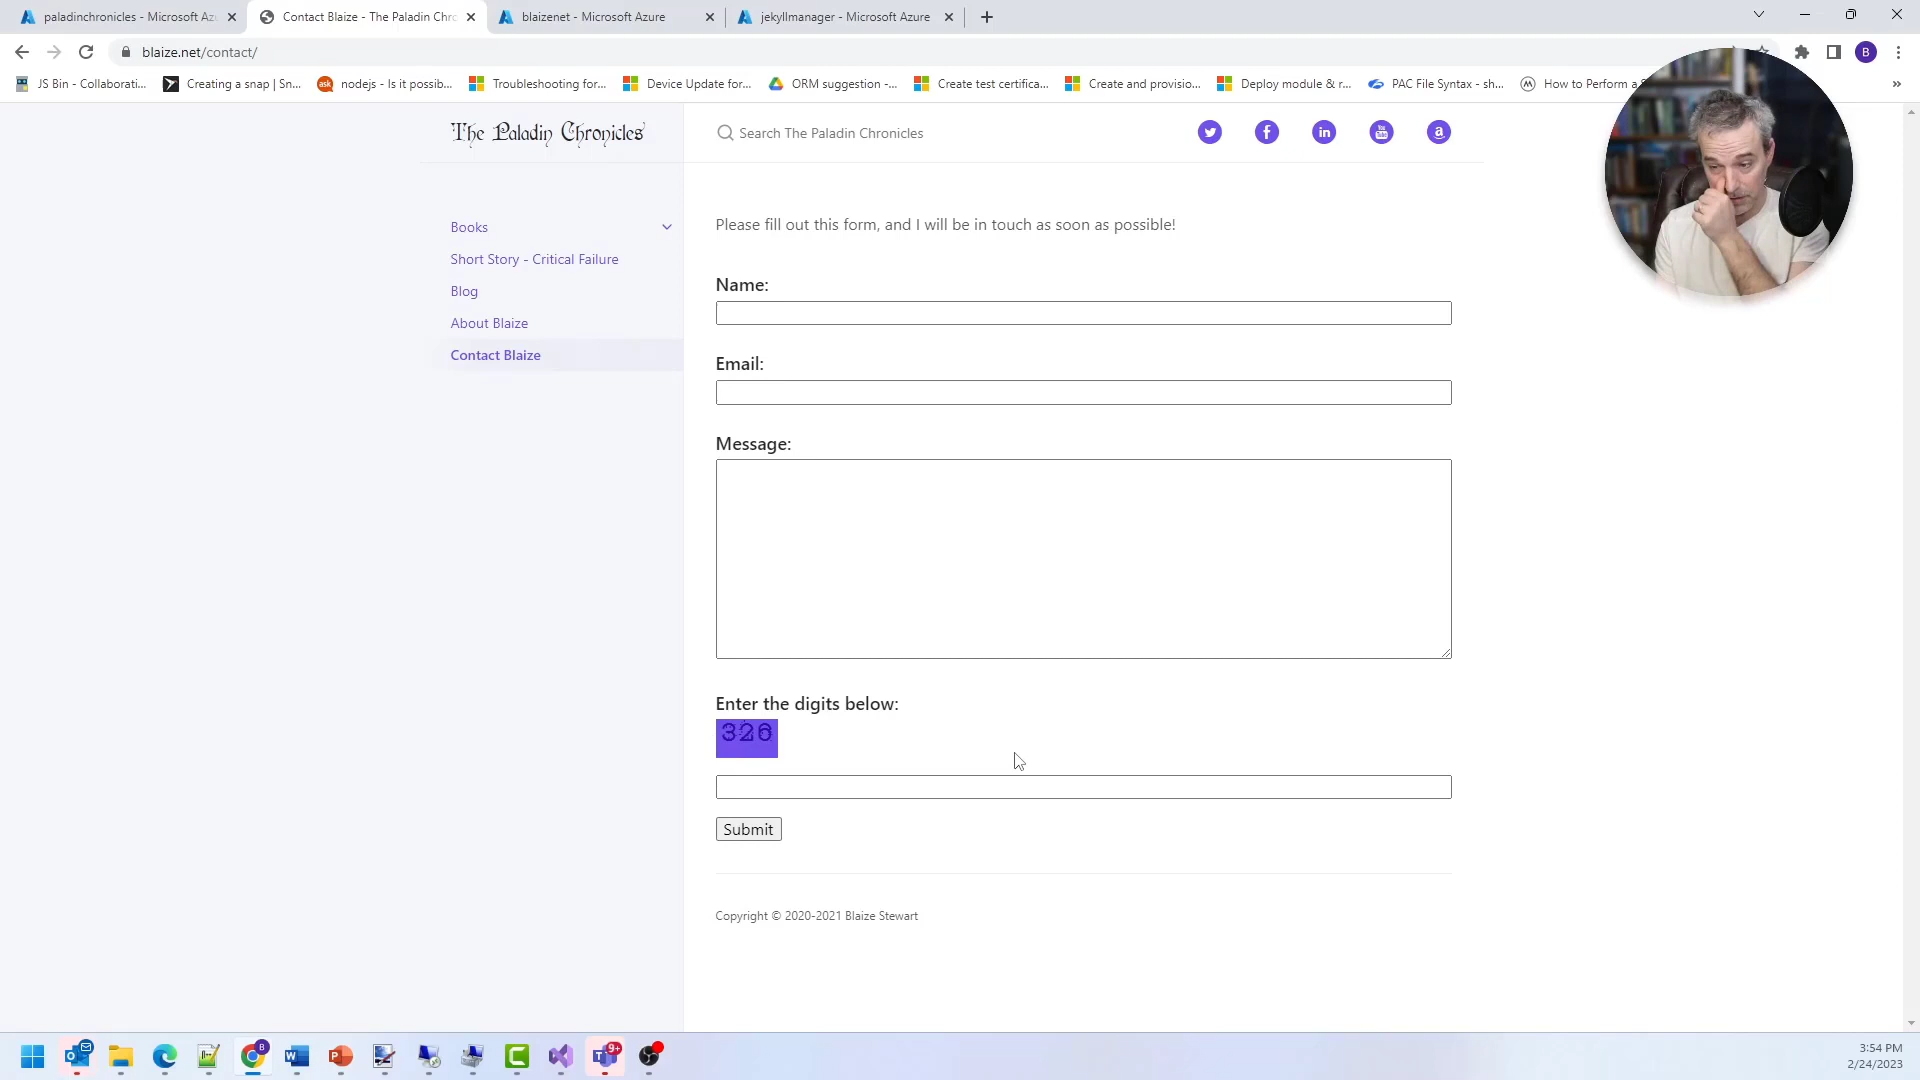 paladinchronicles - Microsoft Az
Contact Blaize - The Paladin Chro
blaizenet - Microsoft Azure
jekyllmanager - Microsoft Azure
blaize.net/contact/
B
JS Bin - Collaborati...
Creating a snap | Sn...
ask
nodejs - Is it possib...
Troubleshooting for...
Device Update for...
ORM suggestion -...
Create test certifica...
Create and provisio...
Deploy module & r...
PAC File Syntax - sh...
How to Perform a
»
The Paladin Chronicles
Search The Paladin Chronicles
Books
Short Story - Critical Failure
Blog
About Blaize
Contact Blaize
Please fill out this form, and I will be in touch as soon as possible!
Name:
Email:
Message:
Enter the digits below:
326
Submit
Copyright © 2020-2021 Blaize Stewart
9+
3:54 PM
2/24/2023